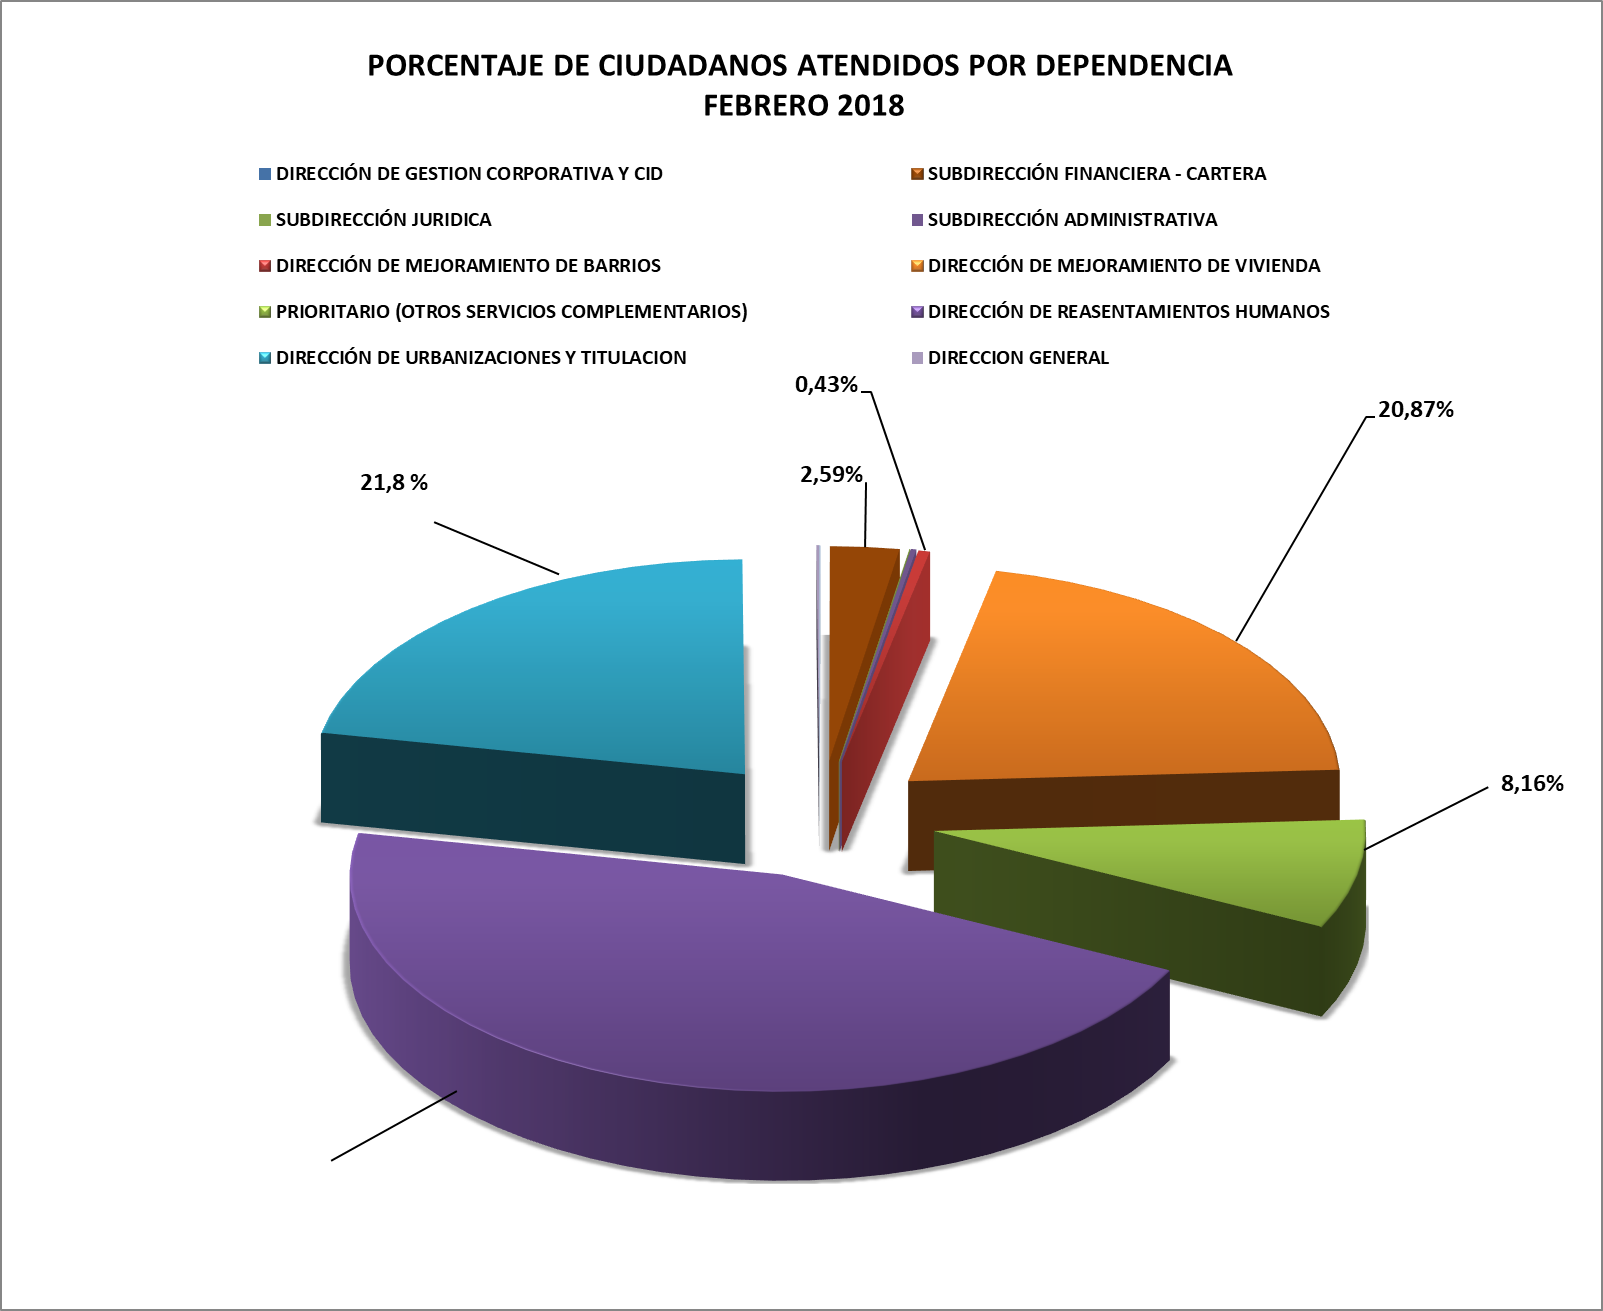 PORCENTAJE DE CIUDADANOS ATENDIDOS POR DEPENDENCIA
FEBRERO 2018
DIRECCIÓN DE GESTION CORPORATIVA Y CID
SUBDIRECCIÓN FINANCIERA - CARTERA
SUBDIRECCIÓN JURIDICA
SUBDIRECCIÓN ADMINISTRATIVA
DIRECCIÓN DE MEJORAMIENTO DE BARRIOS
DIRECCIÓN DE MEJORAMIENTO DE VIVIENDA
PRIORITARIO (OTROS SERVICIOS COMPLEMENTARIOS)
DIRECCIÓN DE REASENTAMIENTOS HUMANOS
DIRECCIÓN DE URBANIZACIONES Y TITULACION
DIRECCION GENERAL
0,43%
20,87%
2,59%
21,8 %
8,16%